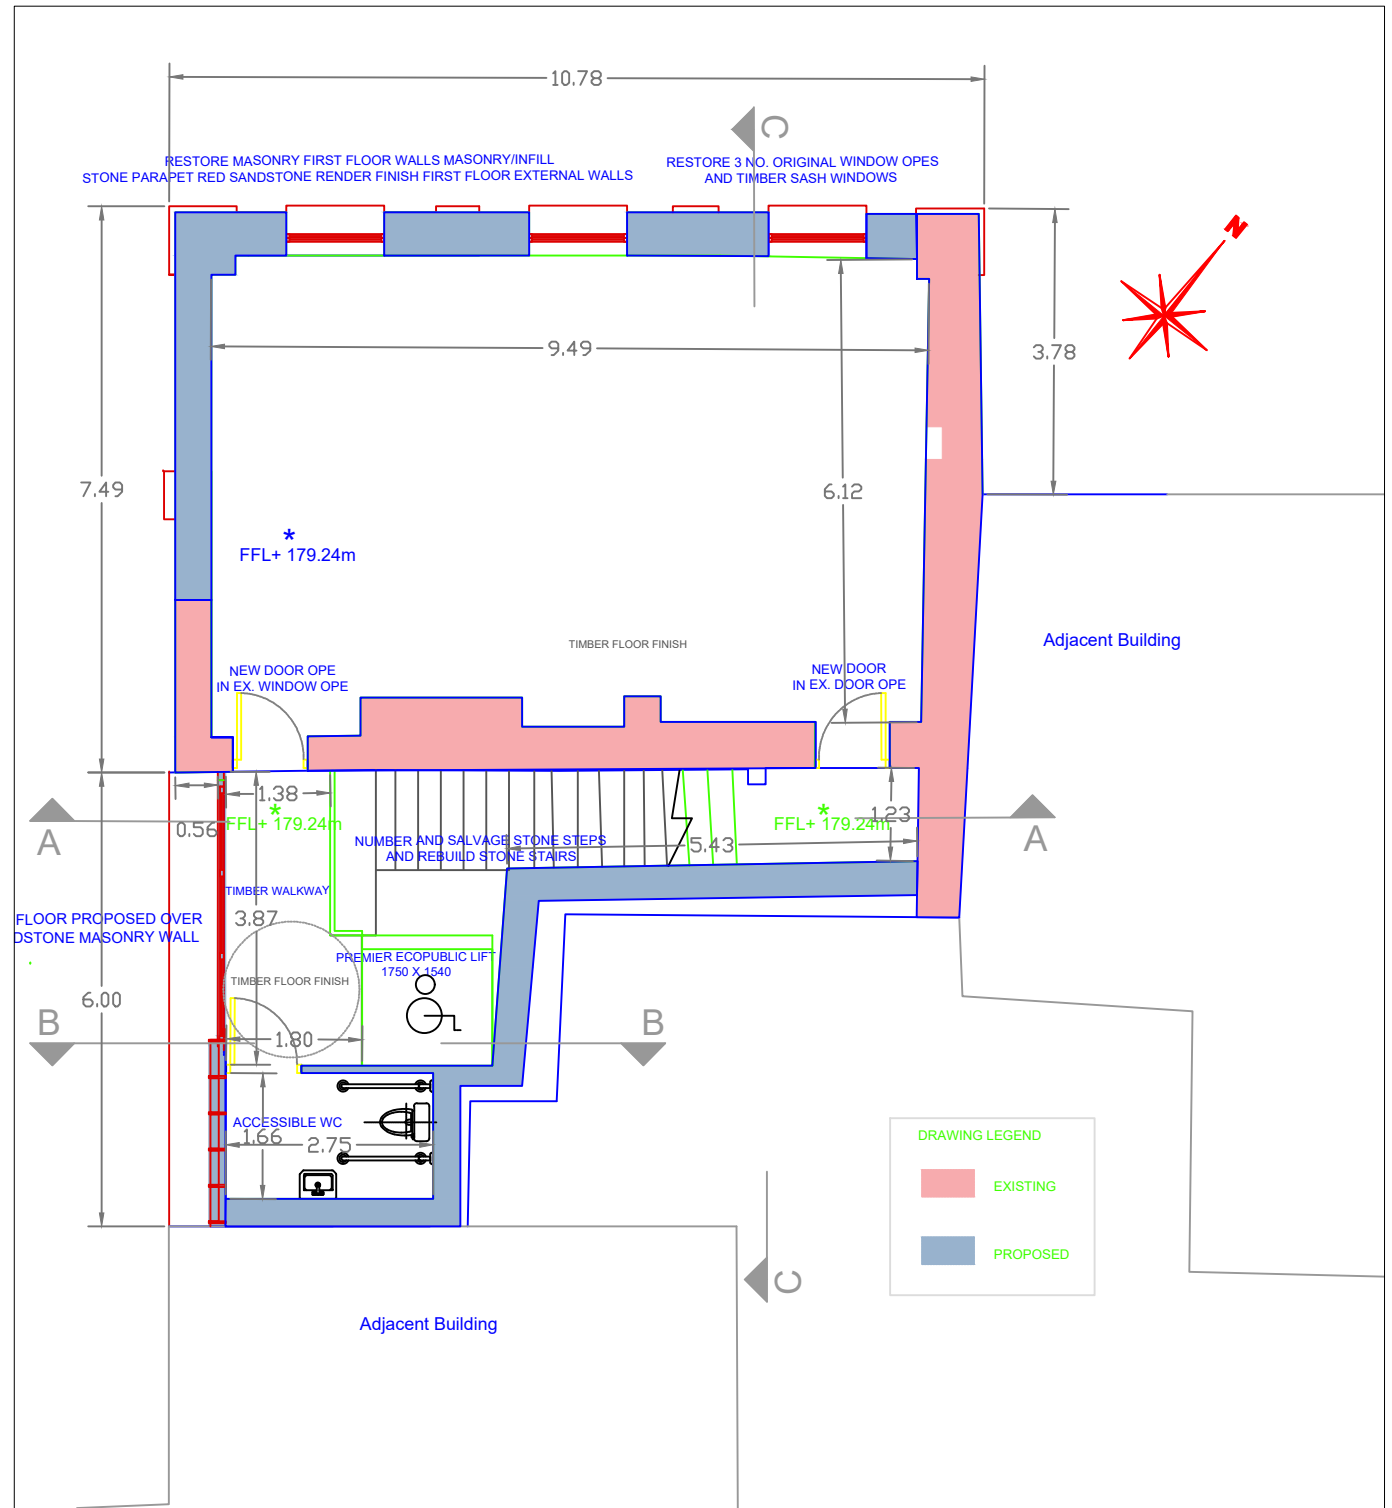 10.78
C
RESTORE MASONRY FIRST FLOOR WALLS MASONRY/INFILL
STONE PARAPET RED SANDSTONE RENDER FINISH FIRST FLOOR EXTERNAL WALLS
RESTORE 3 NO. ORIGINAL WINDOW OPES
AND TIMBER SASH WINDOWS
N
9.49
3.78
7.49
6.12
*
FFL+ 179.24m
TIMBER FLOOR FINISH
Adjacent Building
NEW DOOR OPE
IN EX. WINDOW OPE
NEW DOOR
IN EX. DOOR OPE
1.38
0.56
*
FFL+ 179.24m
*
FFL+ 179.24m
1.23
A
A
NUMBER AND SALVAGE STONE STEPS
AND REBUILD STONE STAIRS
5.43
TIMBER WALKWAY
FLOOR PROPOSED OVER
DSTONE MASONRY WALL
3.87
PREMIER ECOPUBLIC LIFT
1750 X 1540
TIMBER FLOOR FINISH
6.00
B
B
1.80
ACCESSIBLE WC
1.66
2.75
DRAWING LEGEND
EXISTING
PROPOSED
C
Adjacent Building